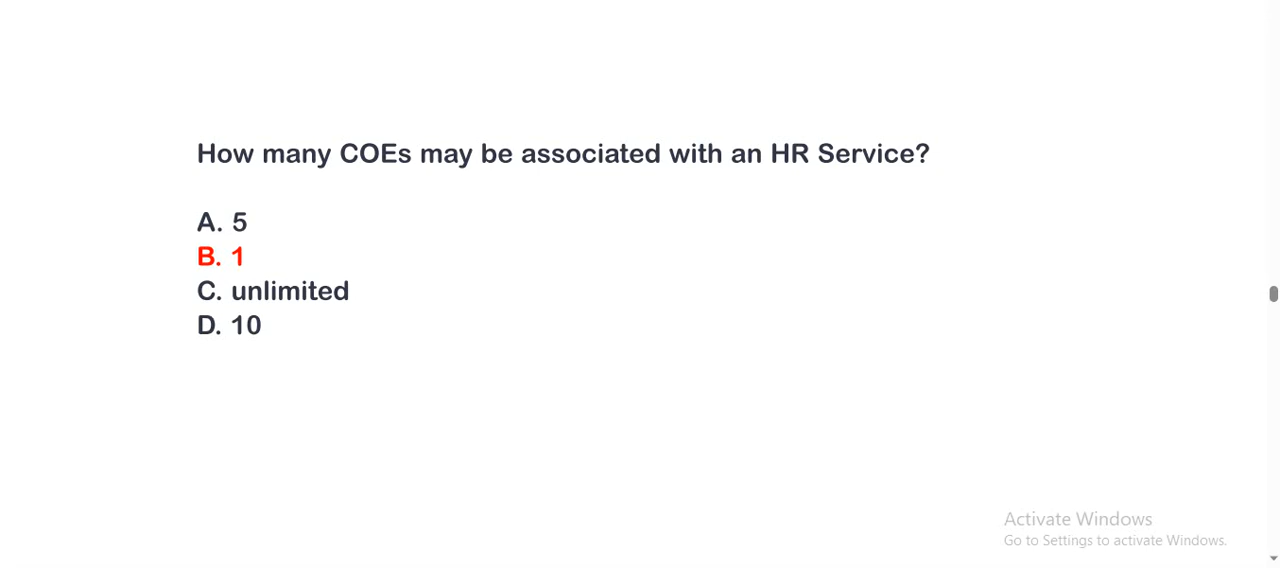 How many COEs may be associated with an HR Service?
A. 5
B. 1
C. unlimited
D. 10
Activate Windows
Go to Settings to activate Windows.